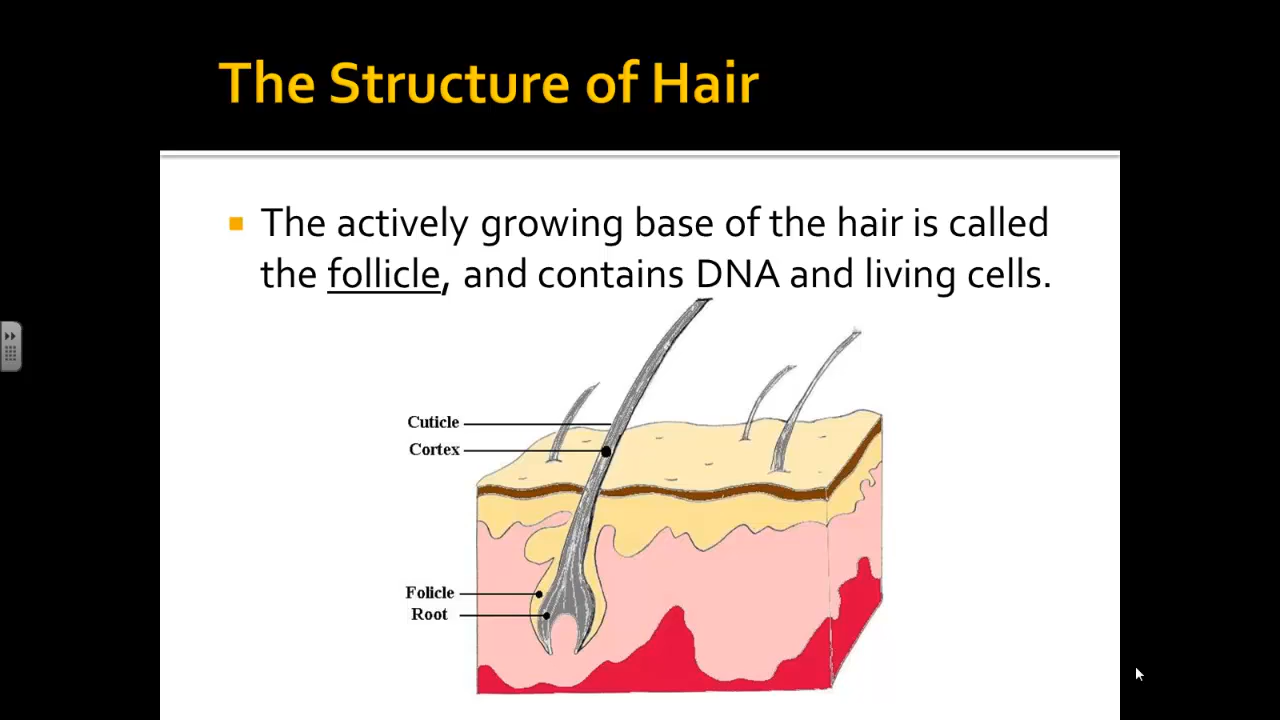 The Structure of Hair
The actively growing base of the hair is called
the follicle, and contains DNA and living cells.
Cuticle
Cortex
Folicle
Root